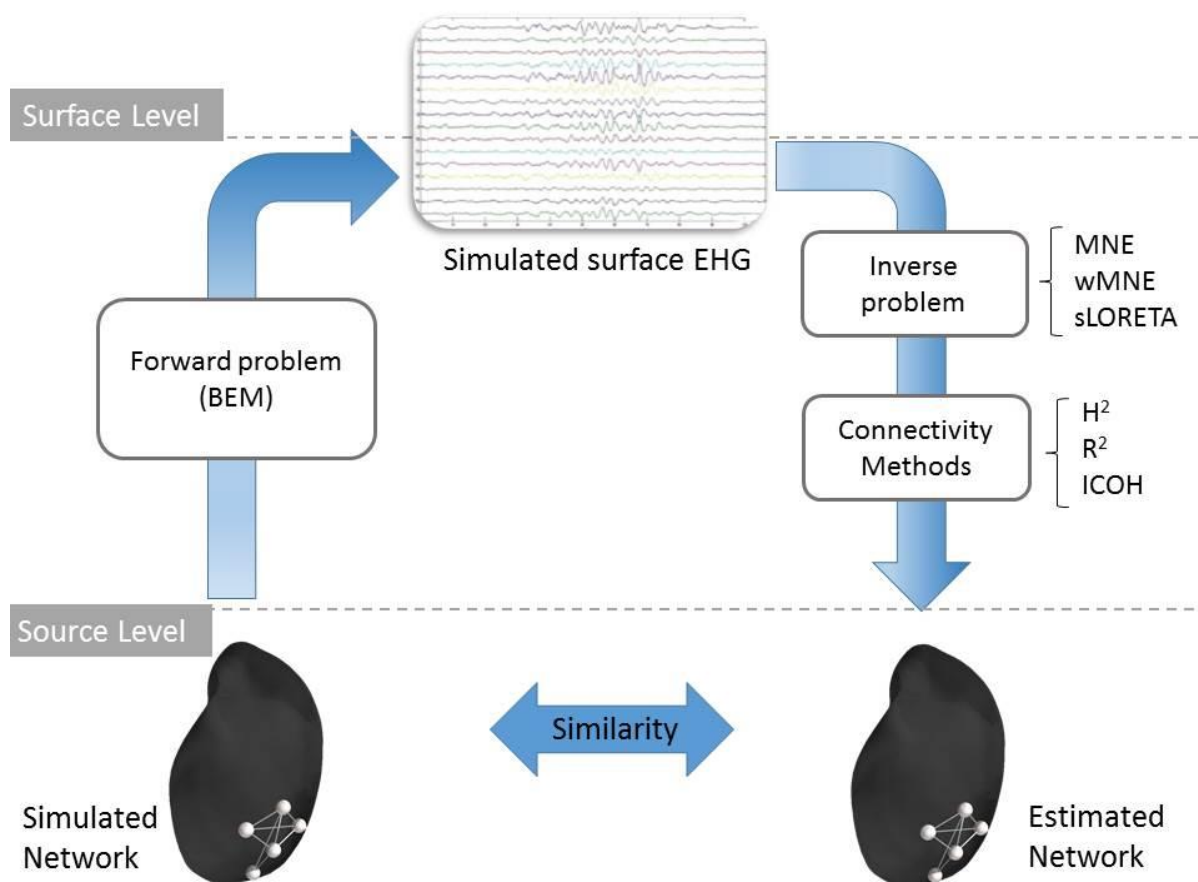 Surface Level
Simulated surface EHG
Forward problem
(BEM)
Inverse
problem
MNE
wMNE
sLORETA
Connectivity
Methods
H²
R²
ICOH
Source Level
Similarity
Simulated
Network
Estimated
Network